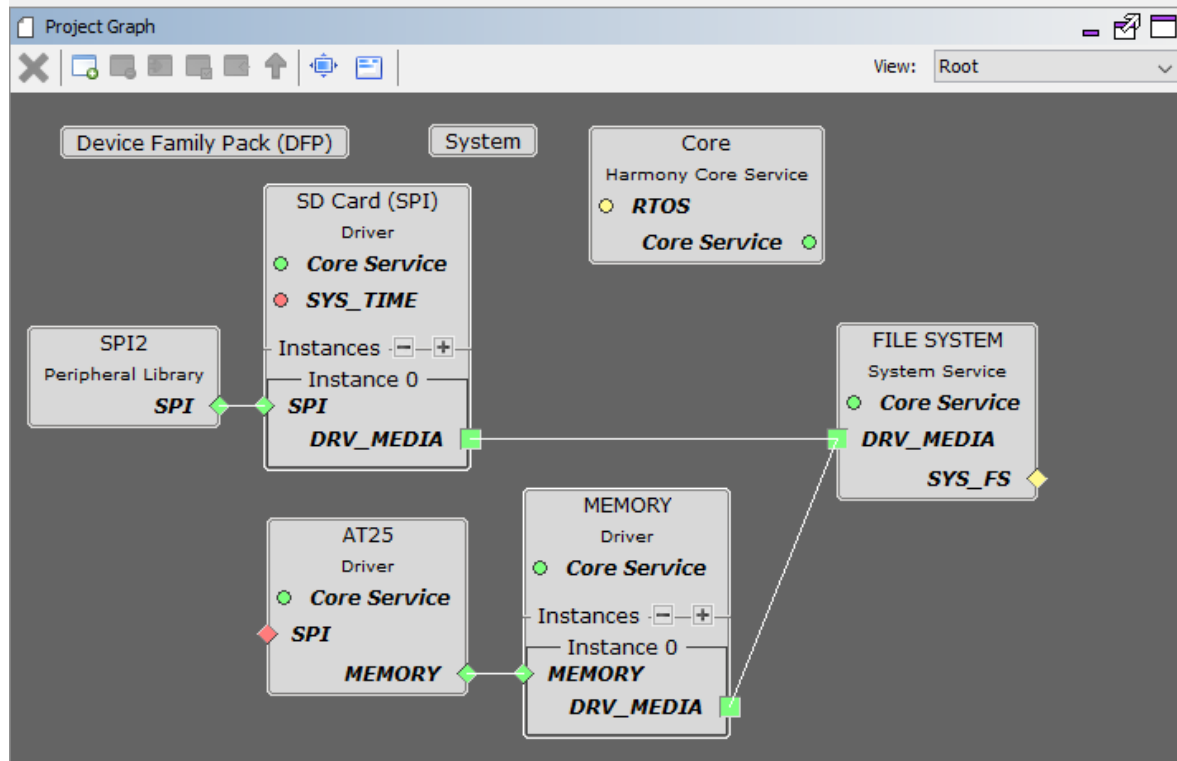 Project Graph
View: Root
Device Family Pack (DFP)
System
Core
Harmony Core Service
RTOS
Core Service
SD Card (SPI)
Driver
Core Service
SYS_TIME
Instances
Instance 0
SPI
DRV_MEDIA
SPI2
Peripheral Library
SPI
FILE SYSTEM
System Service
Core Service
DRV_MEDIA
SYS_FS
AT25
Driver
Core Service
SPI
MEMORY
MEMORY
Driver
Core Service
Instances
Instance 0
MEMORY
DRV_MEDIA